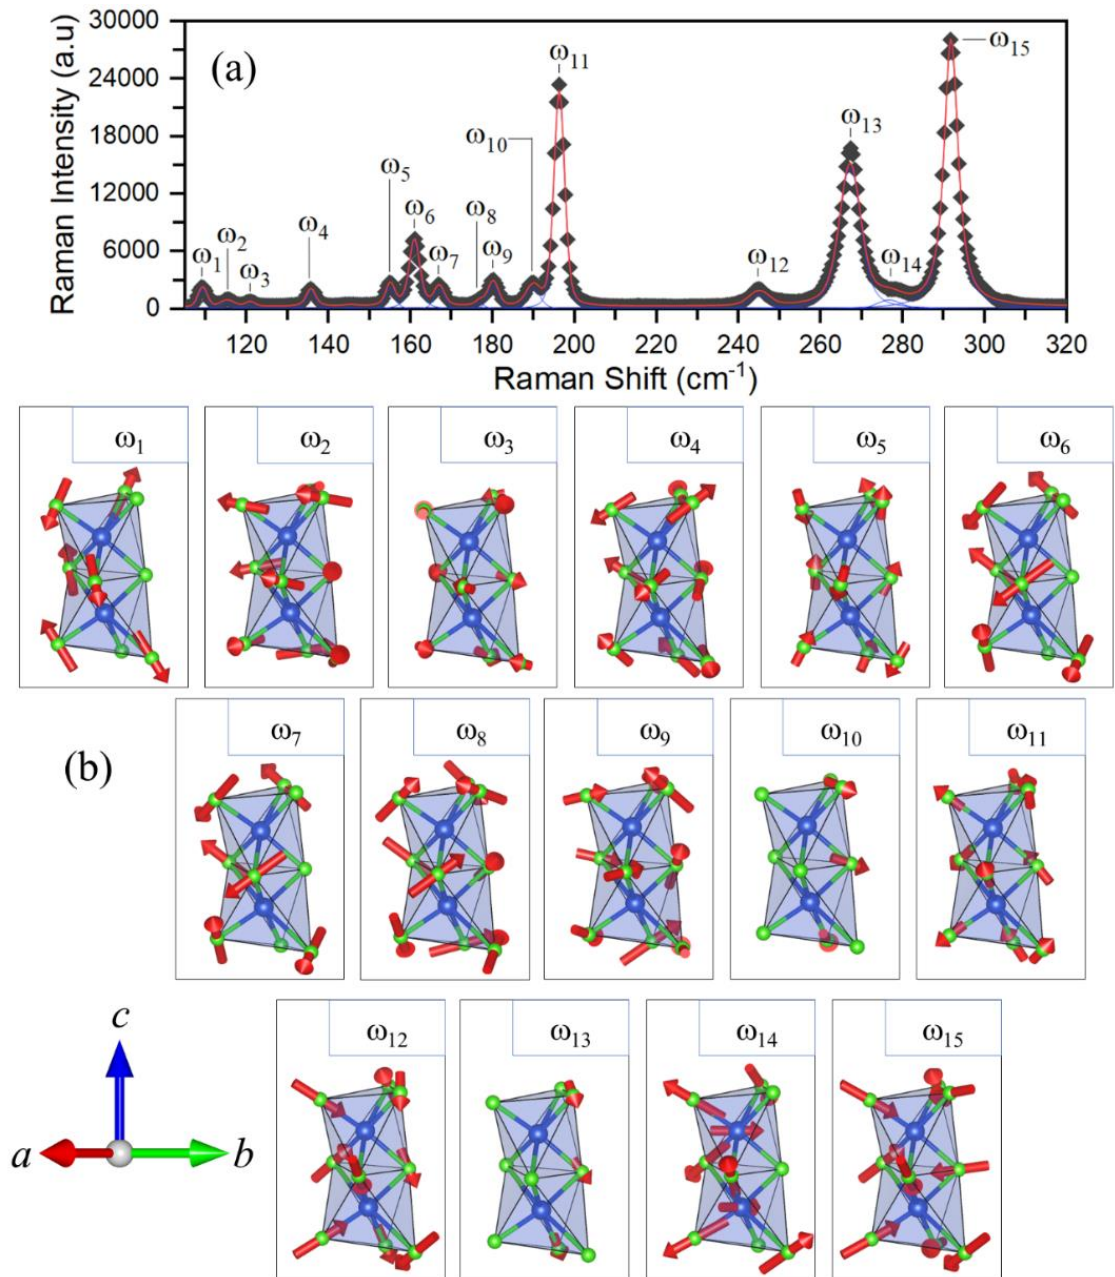 (a)
Raman Intensity (a.u)
30000
24000
18000
12000
6000
0
ω1
ω2
ω3
ω4
ω5
ω6
ω7
ω10
ω8
ω9
ω11
ω12
ω13
ω14
ω15
120 140 160 180 200 220 240 260 280 300 320
Raman Shift (cm-1)
ω1 ω2 ω3 ω4 ω5 ω6
(b)
ω7 ω8 ω9 ω10 ω11
ω12 ω13 ω14 ω15
c
a b